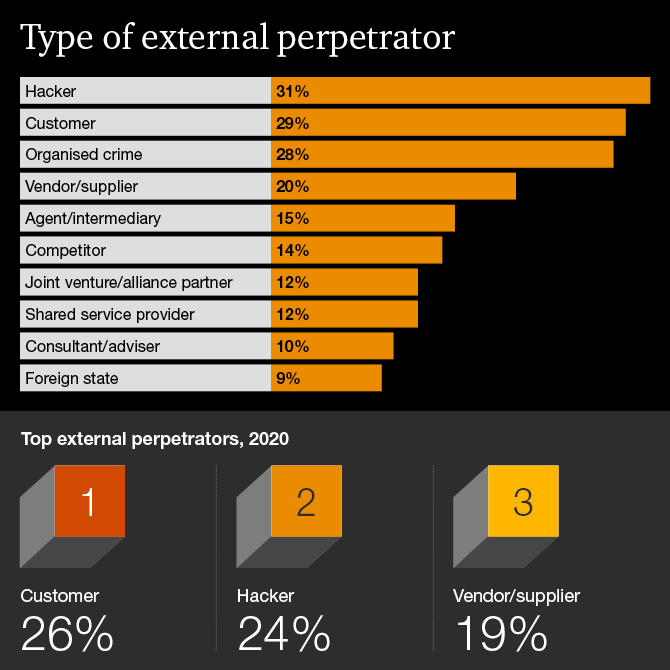 Type of external perpetrator
Hacker 31%
Customer 29%
Organised crime 28%
Vendor/supplier 20%
Agent/intermediary 15%
Competitor 14%
Joint venture/alliance partner 12%
Shared service provider 12%
Consultant/adviser 10%
Foreign state 9%
Top external perpetrators, 2020
1 2 3
Customer Hacker Vendor/supplier
26% 24% 19%